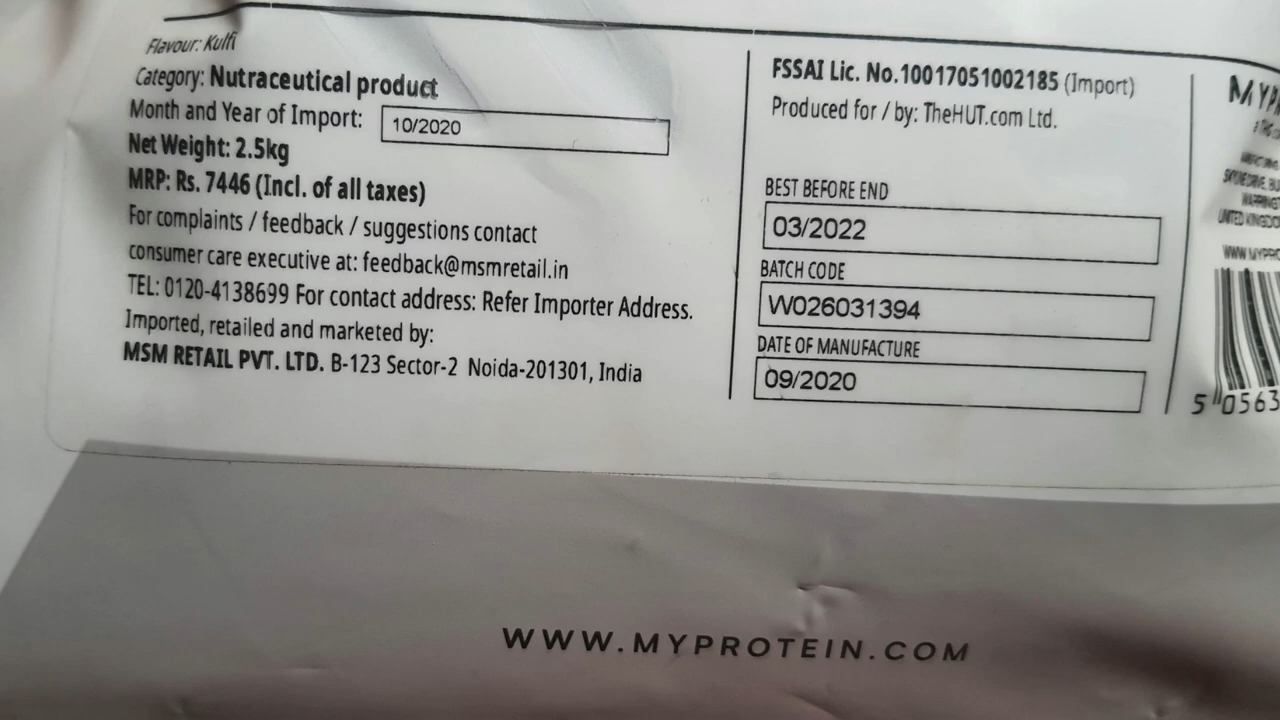 Flavour: Kulfi
Category: Nutraceutical product
Month and Year of Import: 10/2020
Net Weight: 2.5kg
MRP: Rs. 7446 (Incl. of all taxes)
For complaints / feedback / suggestions contact
consumer care executive at: feedback@msmretail.in
TEL: 0120-4138699 For contact address: Refer Importer Address.
Imported, retailed and marketed by:
MSM RETAIL PVT. LTD. B-123 Sector-2 Noida-201301, India
FSSAI Lic. No.10017051002185 (Import)
Produced for / by: TheHUT.com Ltd.
BEST BEFORE END
03/2022
BATCH CODE
W026031394
DATE OF MANUFACTURE
09/2020
5 0563
WWW.MYPROTEIN.COM